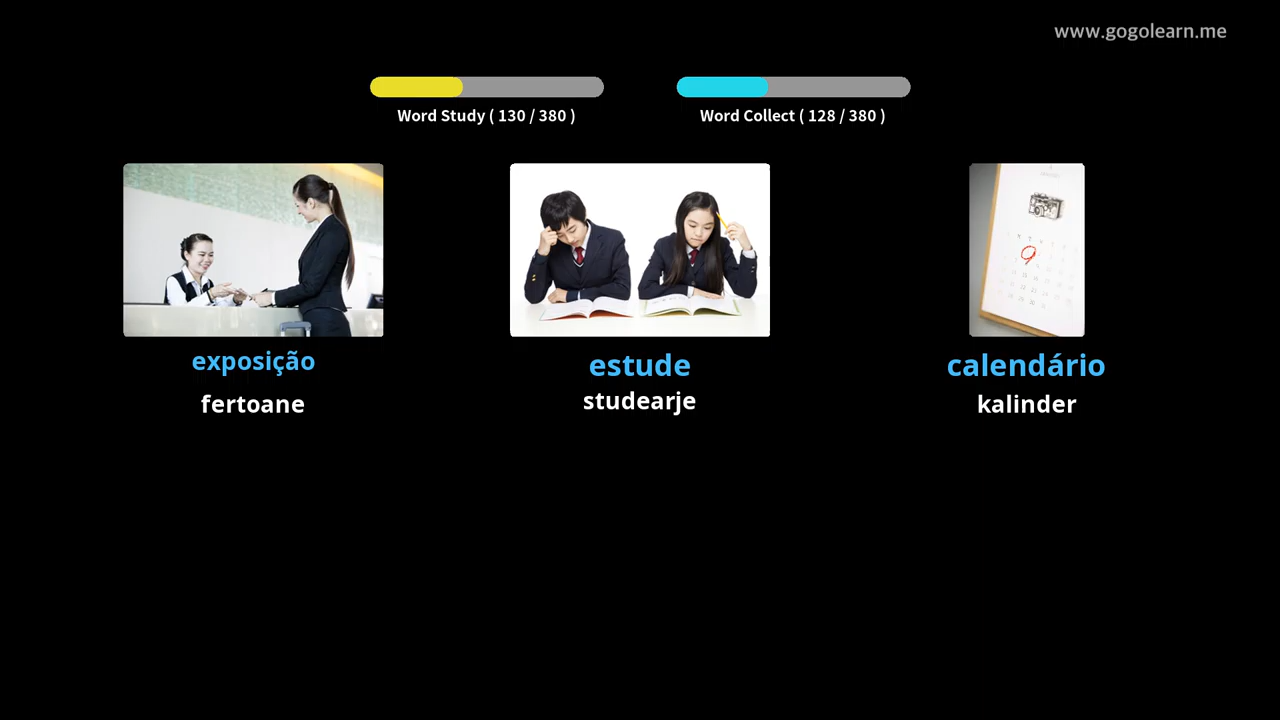 www.gogolearn.me
Word Study ( 130 / 380 )
Word Collect ( 128 / 380 )
exposição
estude
calendário
fertoane
studearje
kalinder